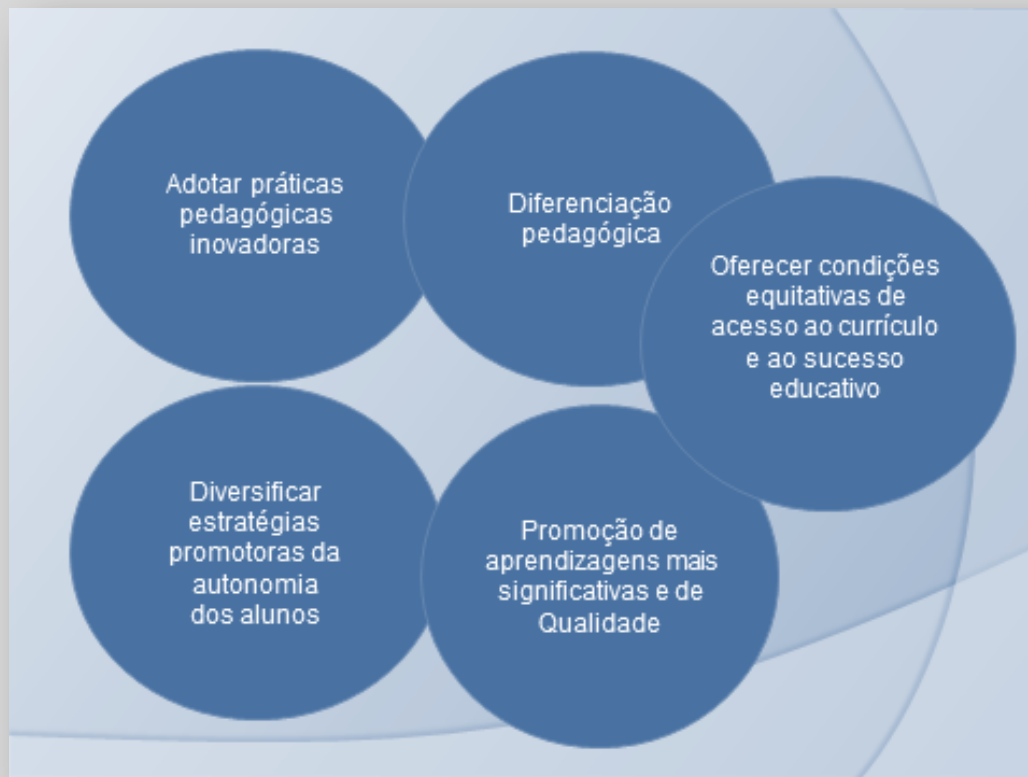 Adotar práticas
pedagógicas
inovadoras
Diferenciação
pedagógica
Oferecer condições
equitativas de
acesso ao currículo
e ao sucesso
educativo
Diversificar
estratégias
promotoras da
autonomia
dos alunos
Promoção de
aprendizagens mais
significativas e de
Qualidade